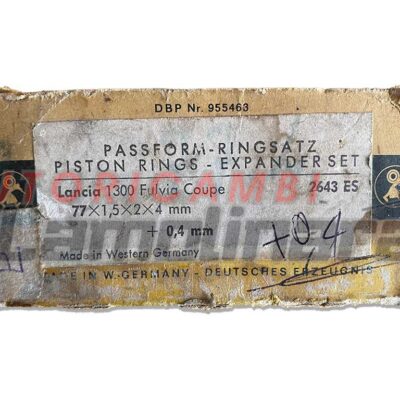 DBP Nr. 955463
PASSFORM-RINGSATZ
PISTON RINGS - EXPANDER SET
Lancia 1300 Fulvia Coupe 2643 ES
77×1,5×2×4 mm
+ 0,4 mm
+0,4
Made in Western Germany
MADE IN W.-GERMANY - DEUTSCHES ERZEUGNIS